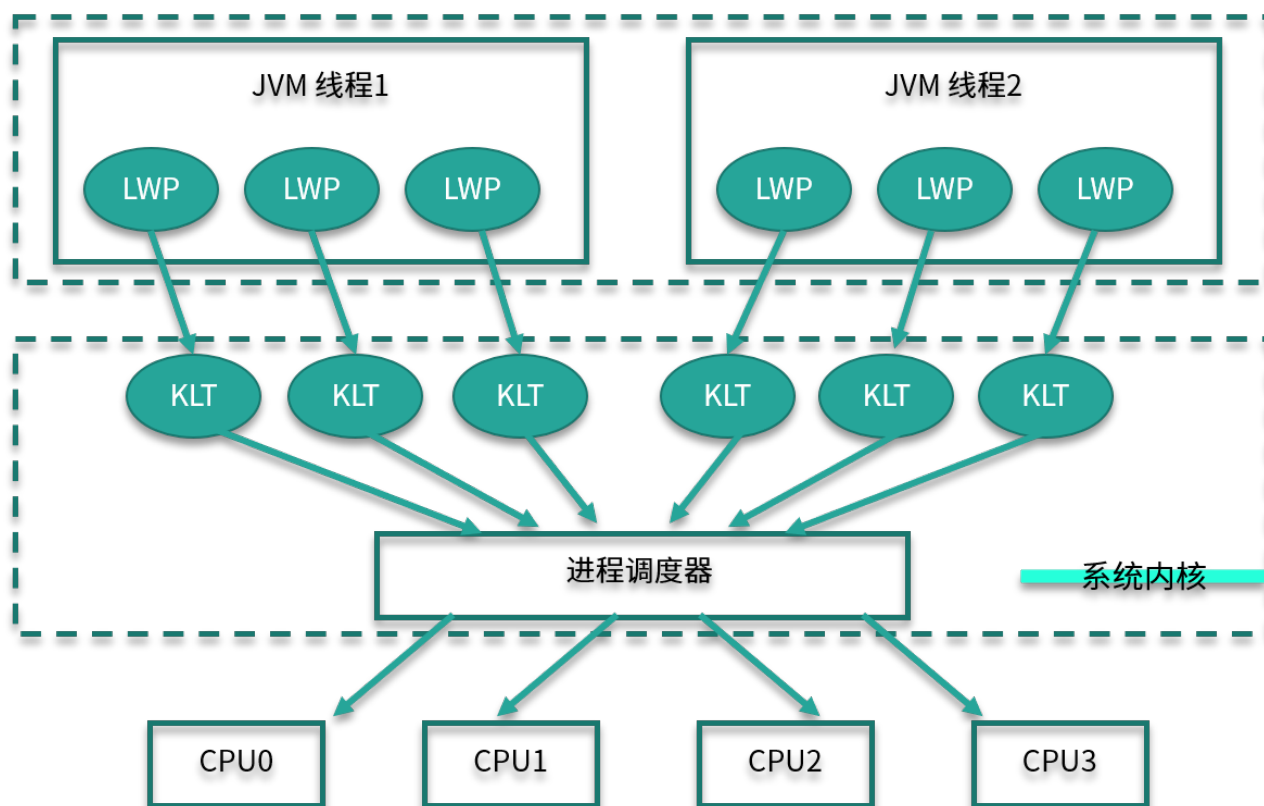 JVM 线程1
JVM 线程2
LWP
LWP
LWP
LWP
LWP
LWP
KLT
KLT
KLT
KLT
KLT
KLT
进程调度器
系统内核
CPU0
CPU1
CPU2
CPU3